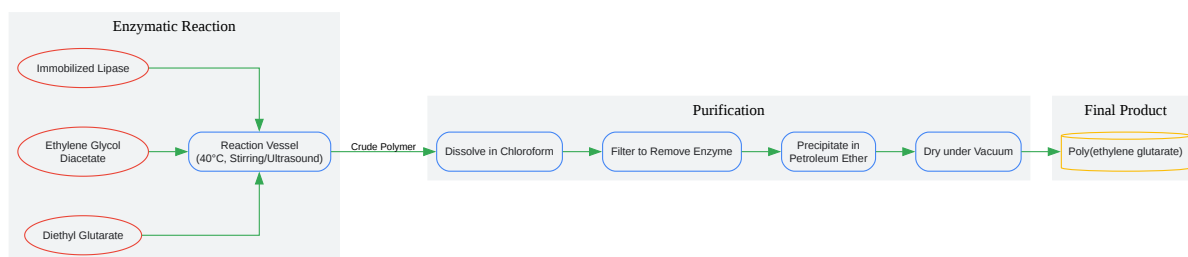 Enzymatic Reaction
Immobilized Lipase
Ethylene Glycol
Diacetate
Diethyl Glutarate
Reaction Vessel
(40°C, Stirring/Ultrasound)
Crude Polymer
Purification
Dissolve in Chloroform
Filter to Remove Enzyme
Precipitate in
Petroleum Ether
Dry under Vacuum
Final Product
Poly(ethylene glutarate)